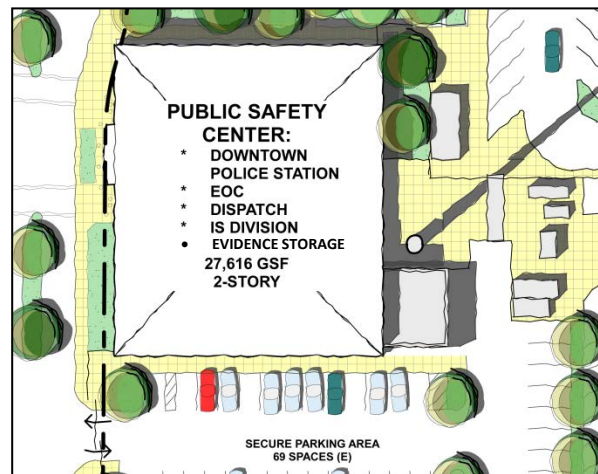 PUBLIC SAFETY
CENTER:
* DOWNTOWN
POLICE STATION
* EOC
* DISPATCH
* IS DIVISION
• EVIDENCE STORAGE
27,616 GSF
2-STORY
SECURE PARKING AREA
69 SPACES (E)